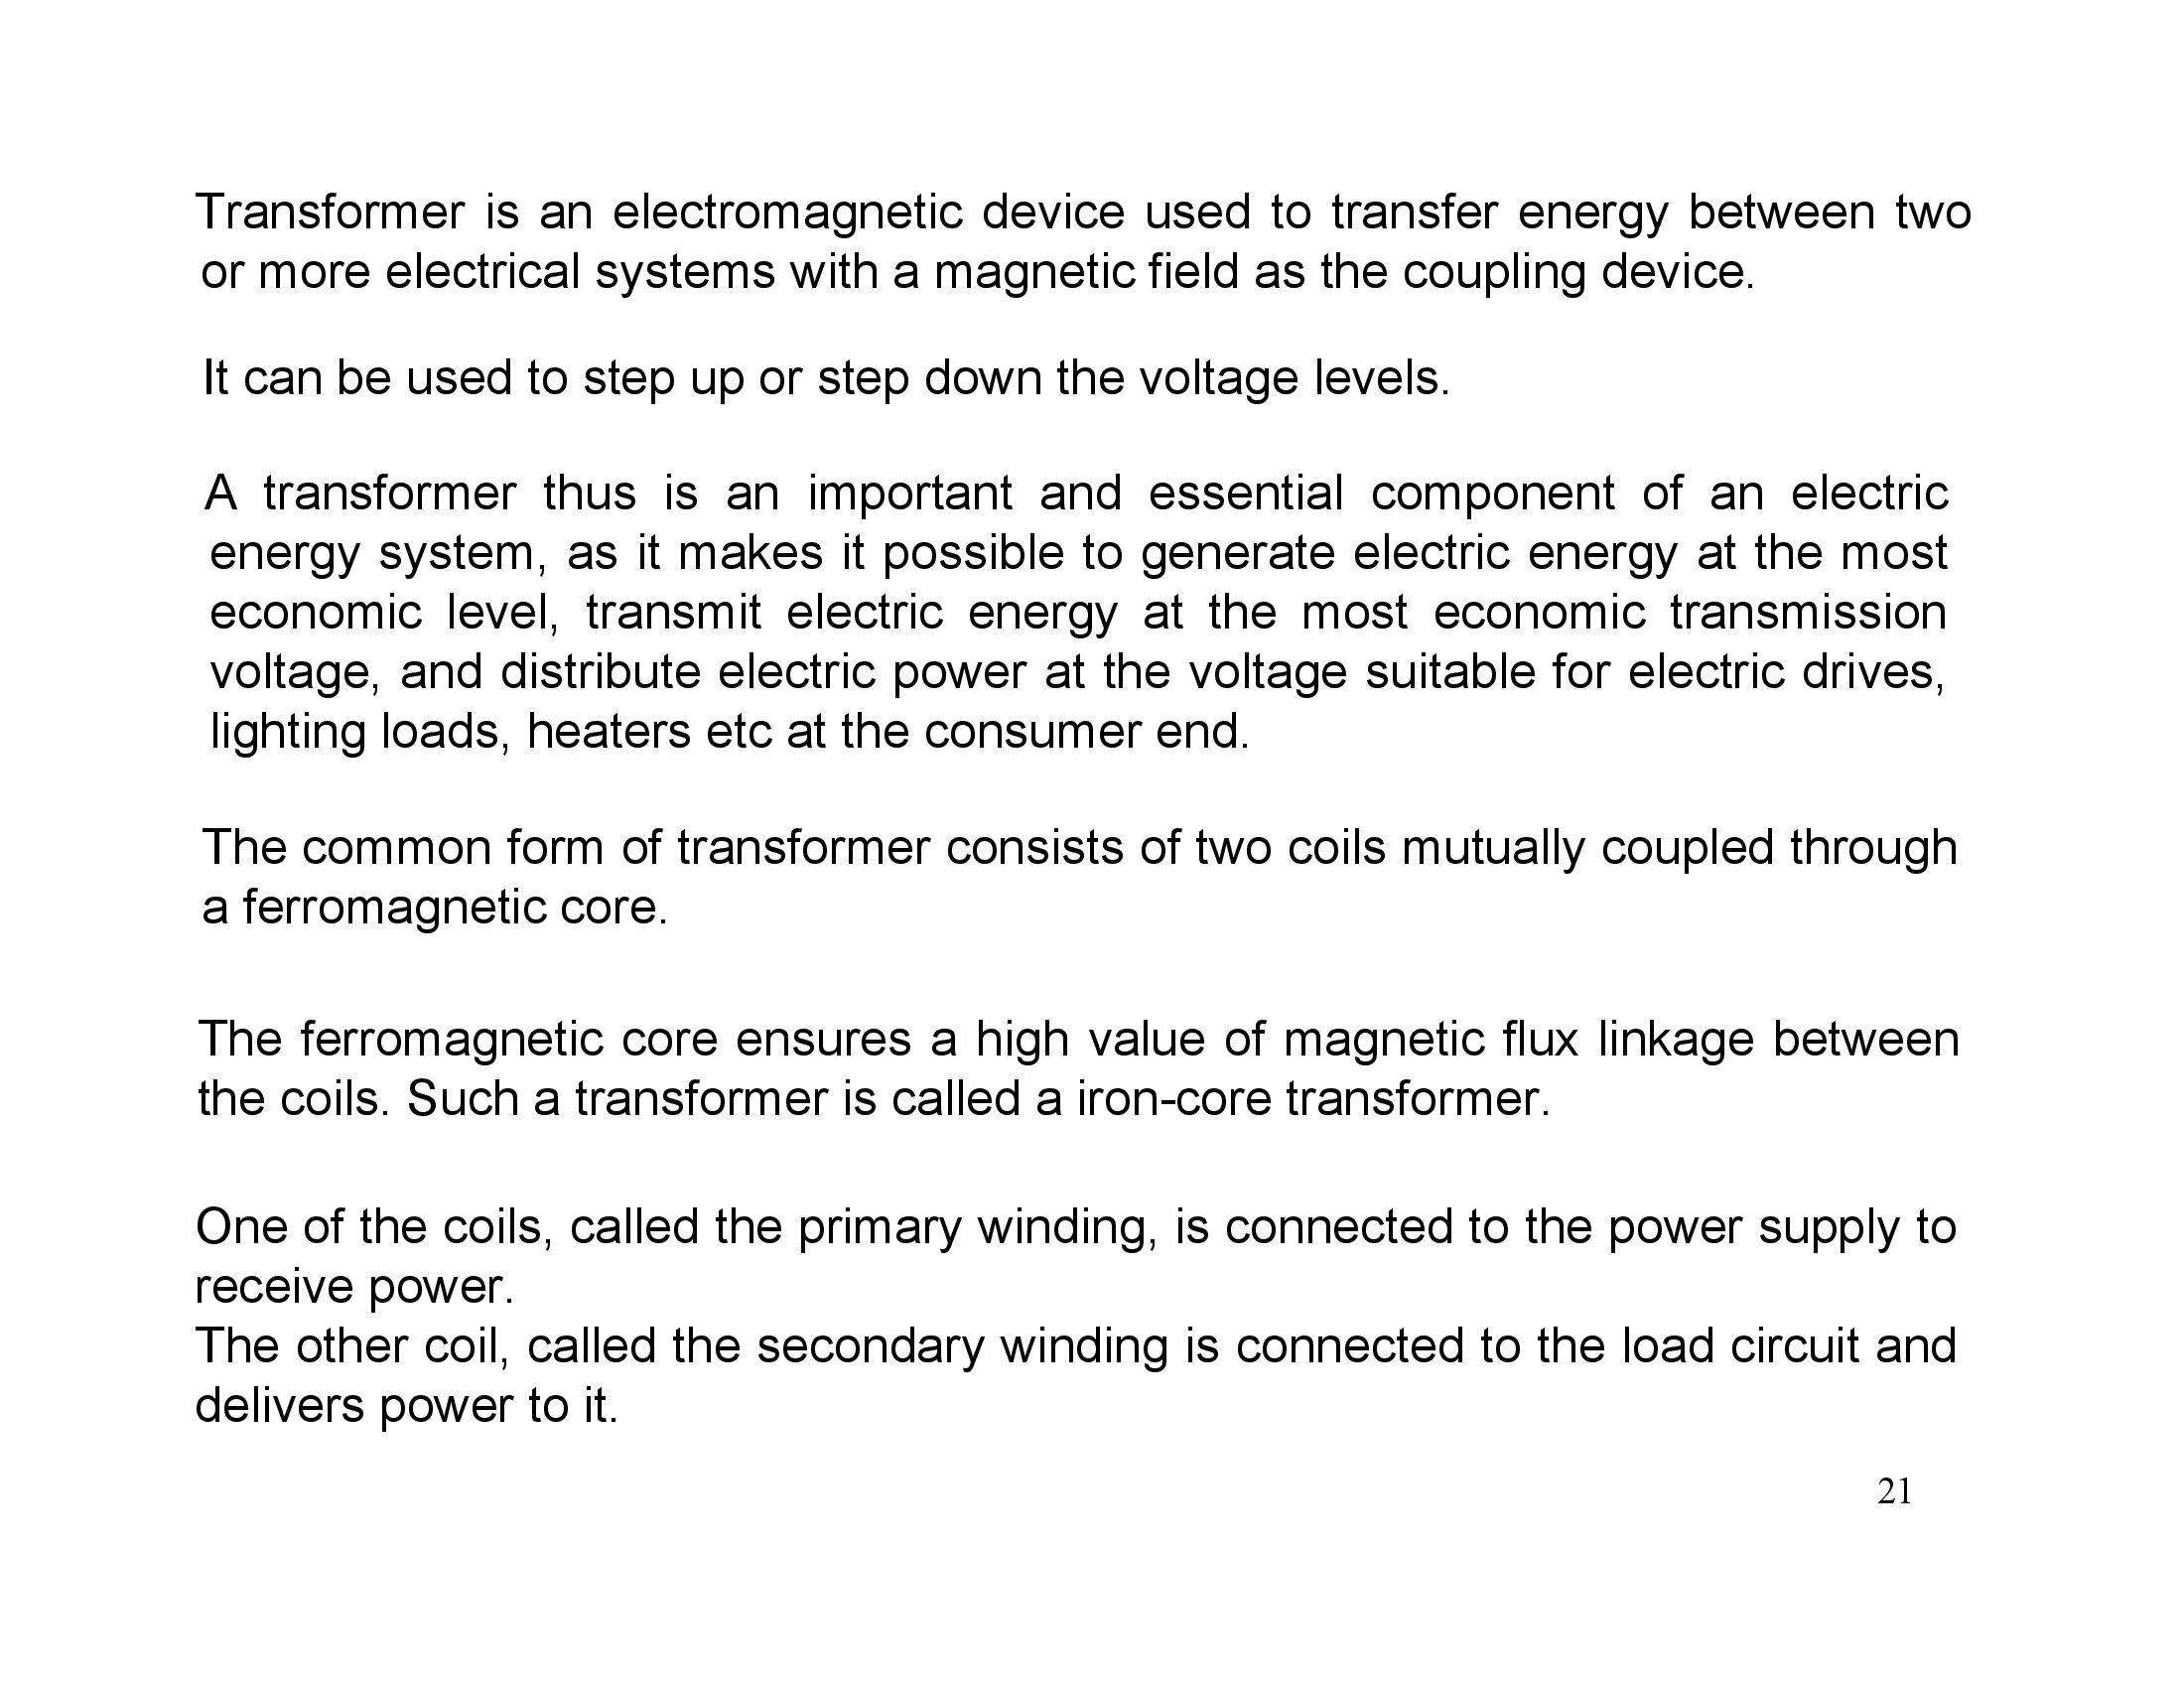 Transformer is an electromagnetic device used to transfer energy between two
or more electrical systems with a magnetic field as the coupling device.
It can be used to step up or step down the voltage levels.
A transformer thus is an important and essential component of an electric
energy system, as it makes it possible to generate electric energy at the most
economic level, transmit electric energy at the most economic transmission
voltage, and distribute electric power at the voltage suitable for electric drives,
lighting loads, heaters etc at the consumer end.
The common form of transformer consists of two coils mutually coupled through
a ferromagnetic core.
The ferromagnetic core ensures a high value of magnetic flux linkage between
the coils. Such a transformer is called a iron-core transformer.
One of the coils, called the primary winding, is connected to the power supply to
receive power.
The other coil, called the secondary winding is connected to the load circuit and
delivers power to it.
21